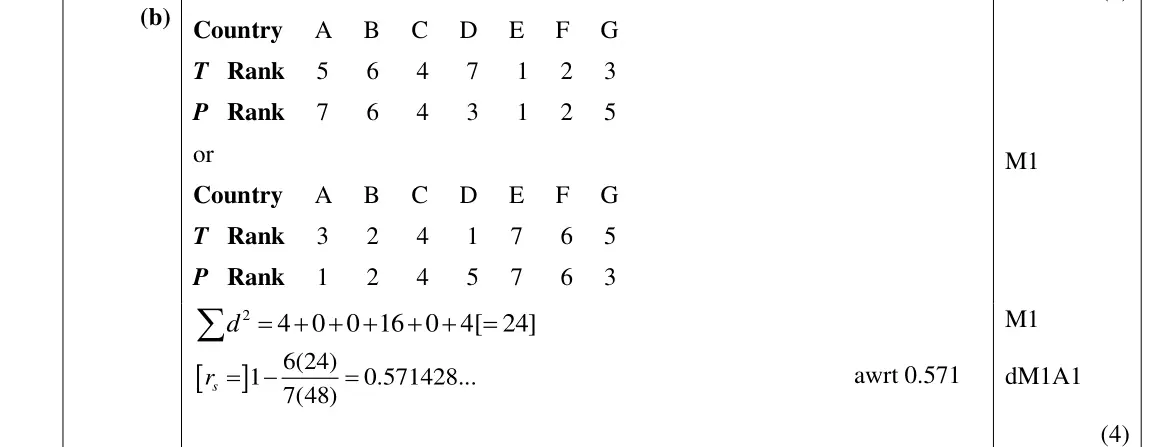 (b)
Country A B C D E F G
T Rank 5 6 4 7 1 2 3
P Rank 7 6 4 3 1 2 5
or
M1
Country A B C D E F G
T Rank 3 2 4 1 7 6 5
P Rank 1 2 4 5 7 6 3
∑d² = 4+0+0+16+0+4[=24] M1
[rₛ =]1−6(24)/7(48) = 0.571428... awrt 0.571 dM1A1
(4)